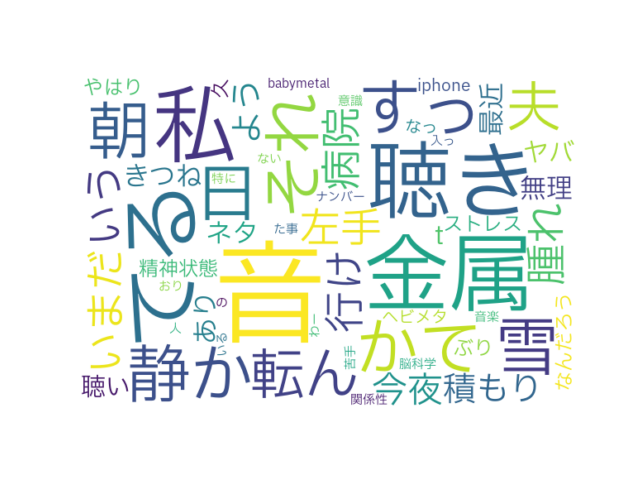 やはり
私
久
よう
babymetal
それ
意識
病院
すっ
iphone
最近
夫
朝
なっ
入っ
いう
きつね
日
特に
ない
聴き
ヤバ
無理
ナンバー
てる
ネタ
た事
左手
t
ストレス
腫れ
いまだ
精神状態
おり
音
行け
金属
人
あり
の
いる
わー
ヘビメタ
音楽
雪
なんだろう
聴い
静か
転ん
苦手
かて
脳科学
ぶり
関係性
今夜
積もり